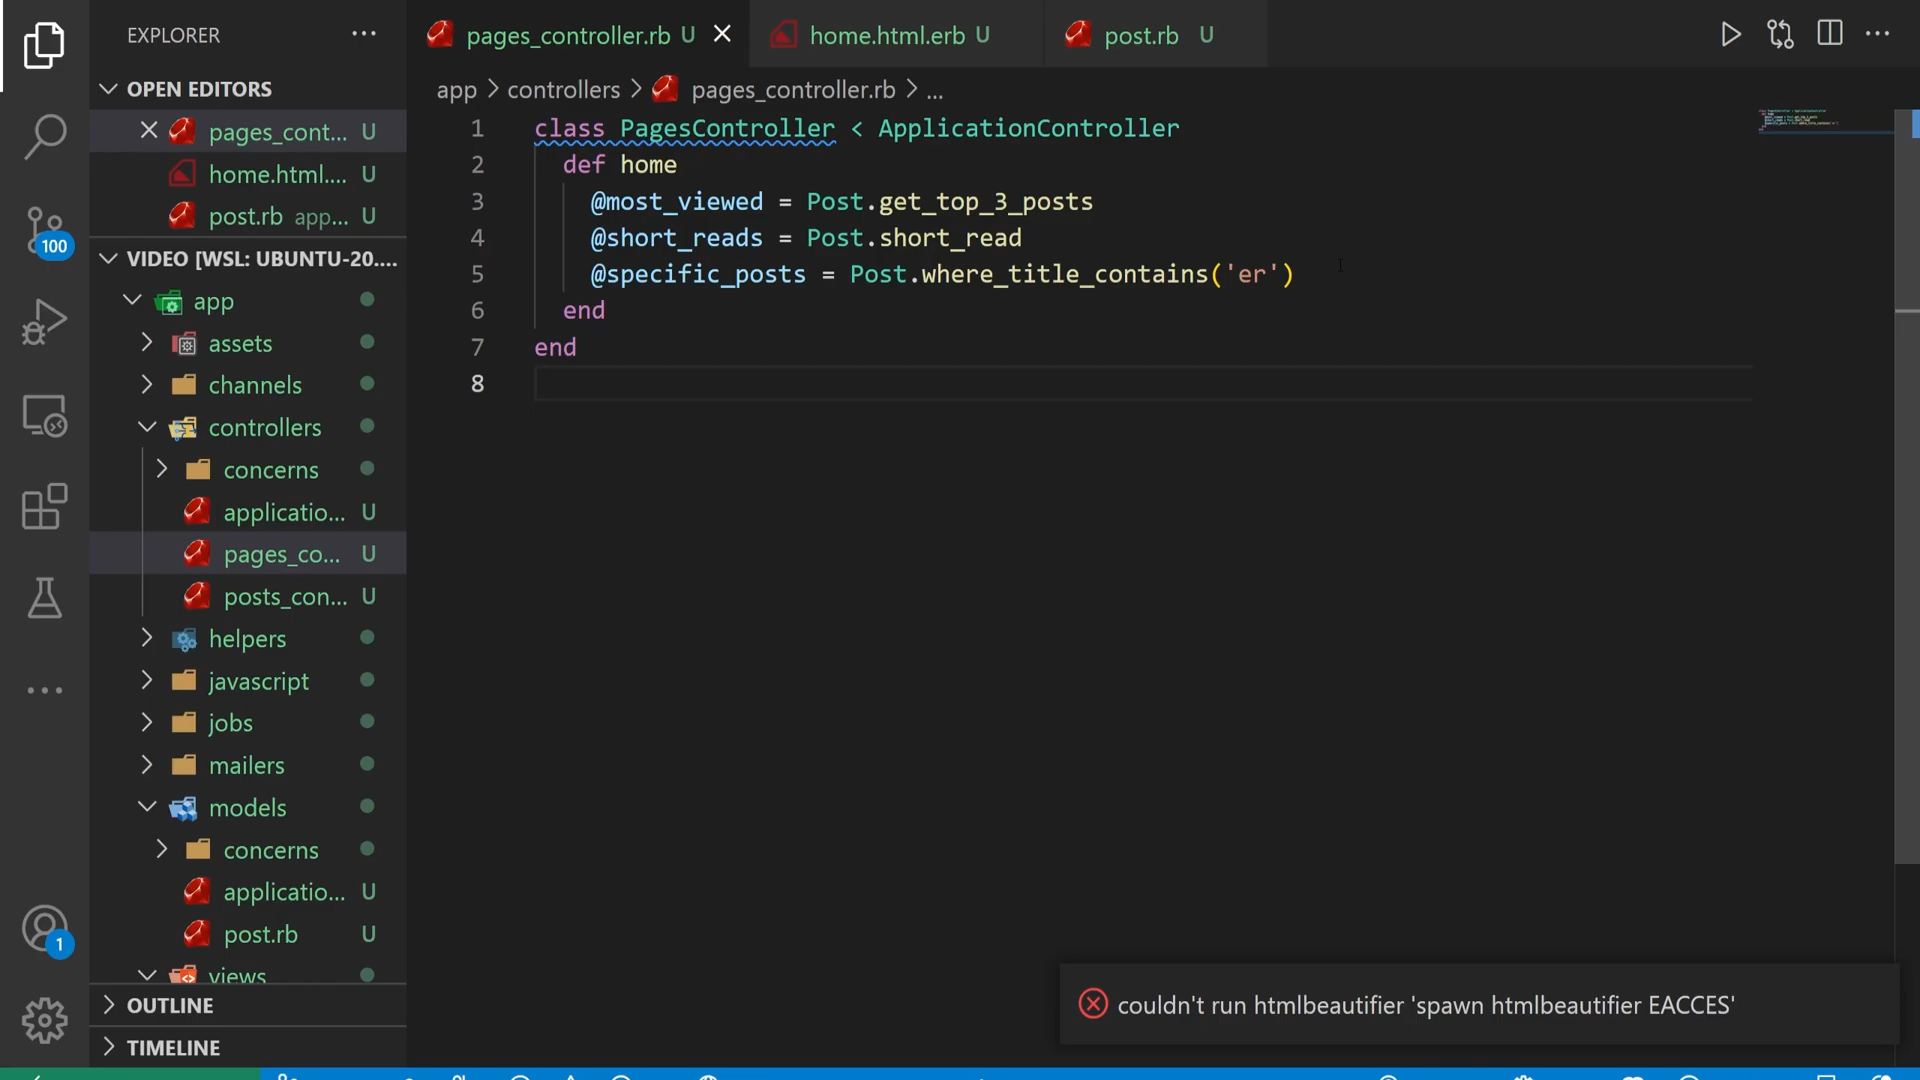 EXPLORER
OPEN EDITORS
pages_cont... U
home.html.... U
post.rb app... U
VIDEO [WSL: UBUNTU-20....
app
assets
channels
controllers
concerns
applicatio... U
pages_co... U
posts_con... U
helpers
javascript
jobs
mailers
models
concerns
applicatio... U
post.rb U
views
OUTLINE
TIMELINE
100
1
pages_controller.rb U
home.html.erb U
post.rb U
app > controllers > pages_controller.rb > ...
1 class PagesController < ApplicationController
2 def home
3 @most_viewed = Post.get_top_3_posts
4 @short_reads = Post.short_read
5 @specific_posts = Post.where_title_contains('er')
6 end
7 end
8
couldn't run htmlbeautifier 'spawn htmlbeautifier EACCES'